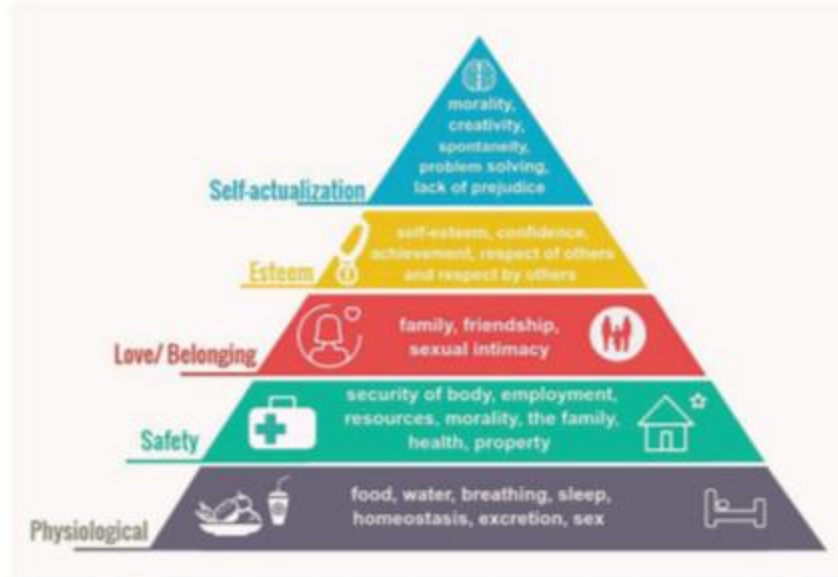 morality,
creativity,
spontaneity,
problem solving,
lack of prejudice
Self-actualization
self-esteem, confidence,
achievement, respect of others
and respect by others
Esteem
family, friendship,
sexual intimacy
Love/ Belonging
security of body, employment,
resources, morality, the family,
health, property
Safety
food, water, breathing, sleep,
homeostasis, excretion, sex
Physiological